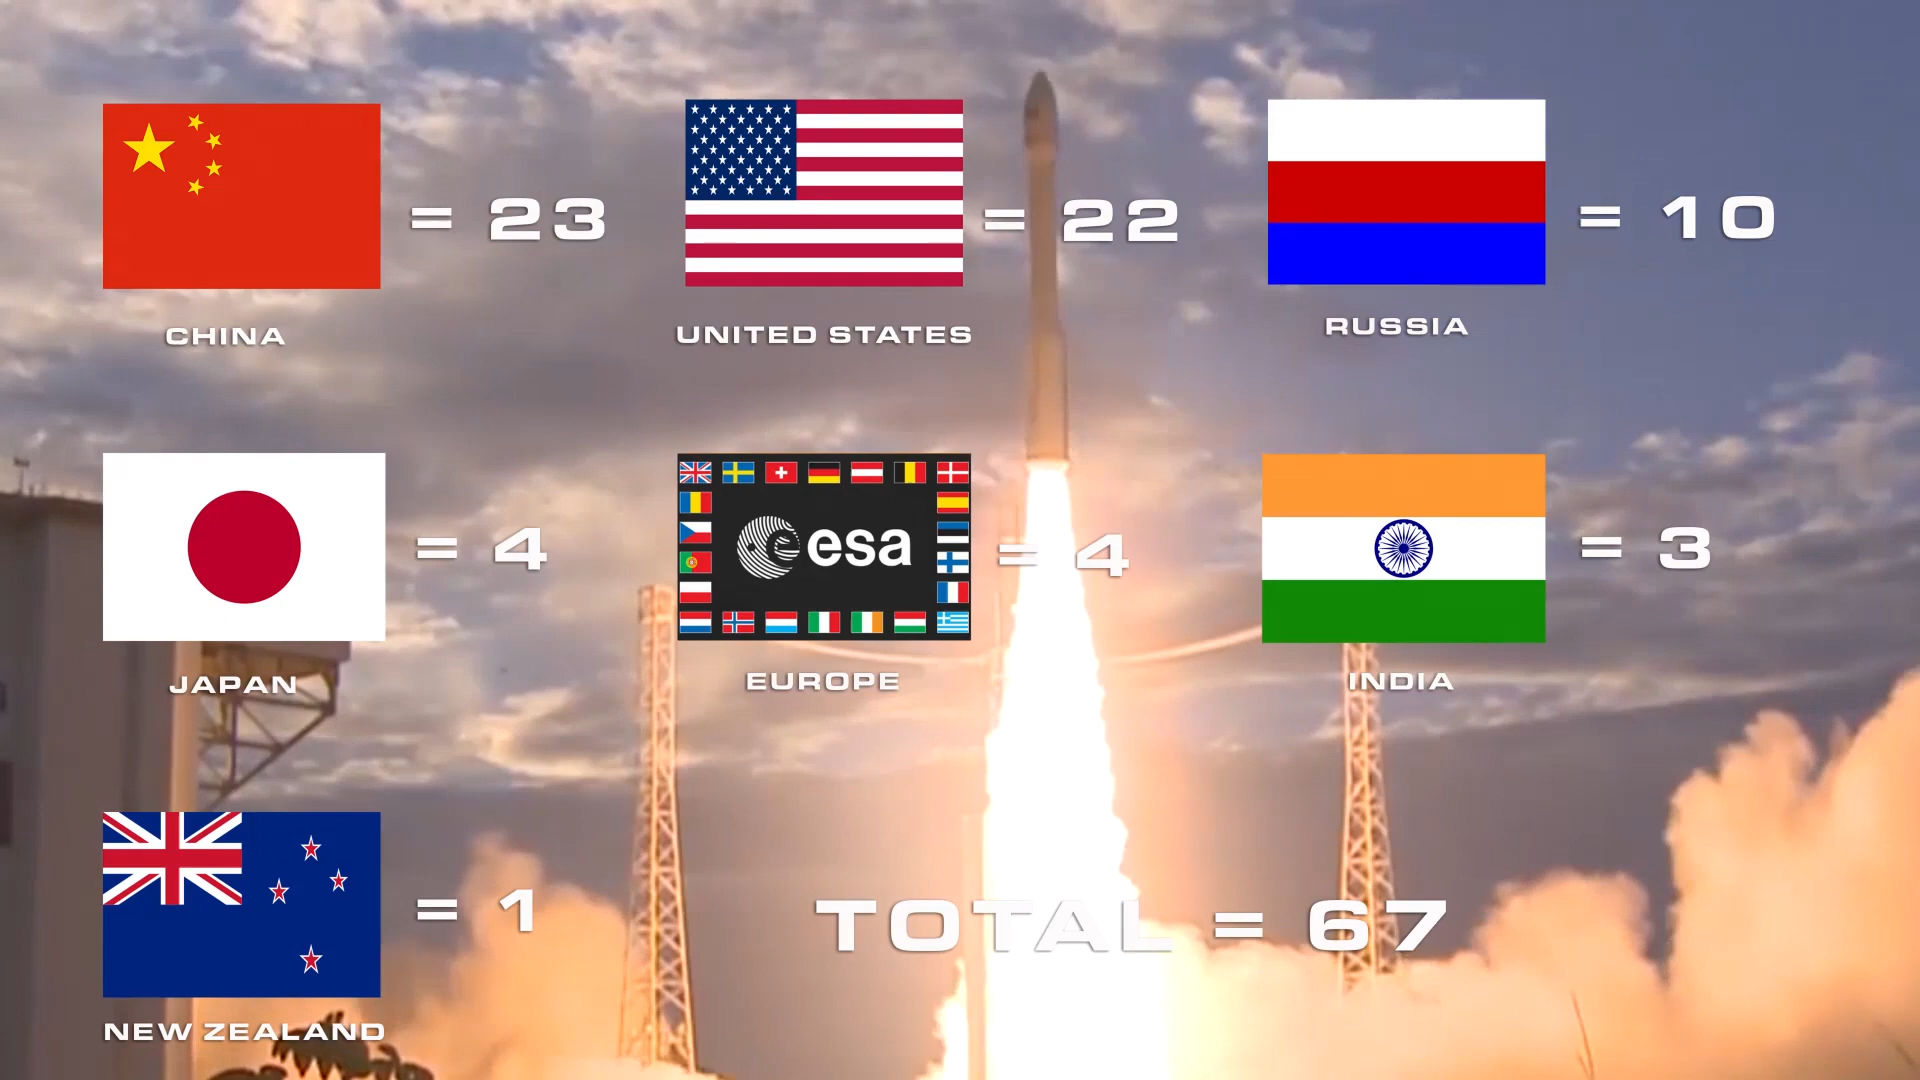 = 23
CHINA
= 22
UNITED STATES
= 10
RUSSIA
= 4
JAPAN
esa
= 4
EUROPE
= 3
INDIA
= 1
NEW ZEALAND
TOTAL = 67